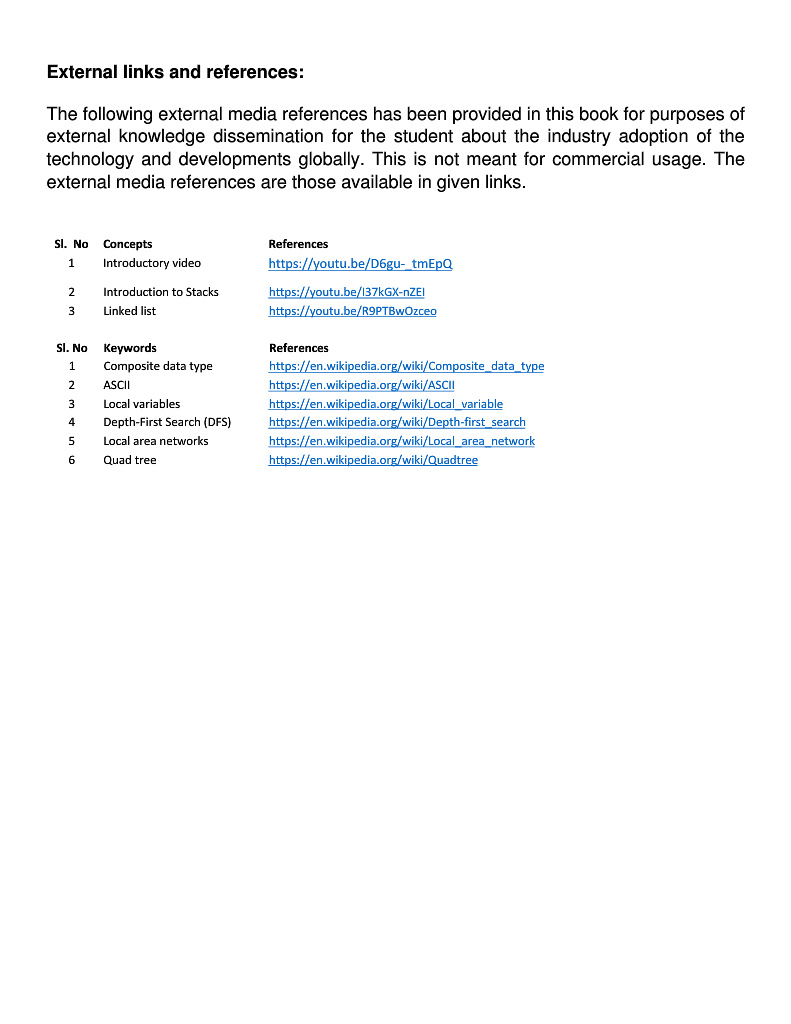 External links and references:
The following external media references has been provided in this book for purposes of
external knowledge dissemination for the student about the industry adoption of the
technology and developments globally. This is not meant for commercial usage. The
external media references are those available in given links.
Sl. No Concepts References
1 Introductory video https://youtu.be/D6gu-_tmEpQ
2 Introduction to Stacks https://youtu.be/I37kGX-nZEI
3 Linked list https://youtu.be/R9PTBwOzceo
Sl. No Keywords References
1 Composite data type https://en.wikipedia.org/wiki/Composite_data_type
2 ASCII https://en.wikipedia.org/wiki/ASCII
3 Local variables https://en.wikipedia.org/wiki/Local_variable
4 Depth-First Search (DFS) https://en.wikipedia.org/wiki/Depth-first_search
5 Local area networks https://en.wikipedia.org/wiki/Local_area_network
6 Quad tree https://en.wikipedia.org/wiki/Quadtree